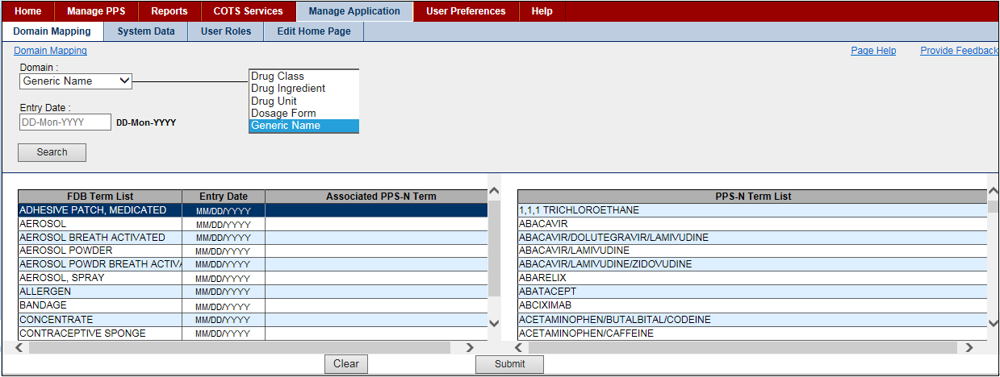 Home Manage PPS Reports COTS Services Manage Application User Preferences Help
Domain Mapping System Data User Roles Edit Home Page
Domain Mapping Page Help Provide Feedback
Domain :
Generic Name
Drug Class
Drug Ingredient
Drug Unit
Dosage Form
Generic Name
Entry Date :
DD-Mon-YYYY DD-Mon-YYYY
Search
FDB Term List Entry Date Associated PPS-N Term PPS-N Term List
ADHESIVE PATCH, MEDICATED MM/DD/YYYY 1,1,1 TRICHLOROETHANE
AEROSOL MM/DD/YYYY ABACAVIR
AEROSOL BREATH ACTIVATED MM/DD/YYYY ABACAVIR/DOLUTEGRAVIR/LAMIVUDINE
AEROSOL POWDER MM/DD/YYYY ABACAVIR/LAMIVUDINE
AEROSOL POWDR BREATH ACTIVA MM/DD/YYYY ABACAVIR/LAMIVUDINE/ZIDOVUDINE
AEROSOL, SPRAY MM/DD/YYYY ABARELIX
ALLERGEN MM/DD/YYYY ABATACEPT
BANDAGE MM/DD/YYYY ABCIXIMAB
CONCENTRATE MM/DD/YYYY ACETAMINOPHEN/BUTALBITAL/CODEINE
CONTRACEPTIVE SPONGE MM/DD/YYYY ACETAMINOPHEN/CAFFEINE
Clear Submit